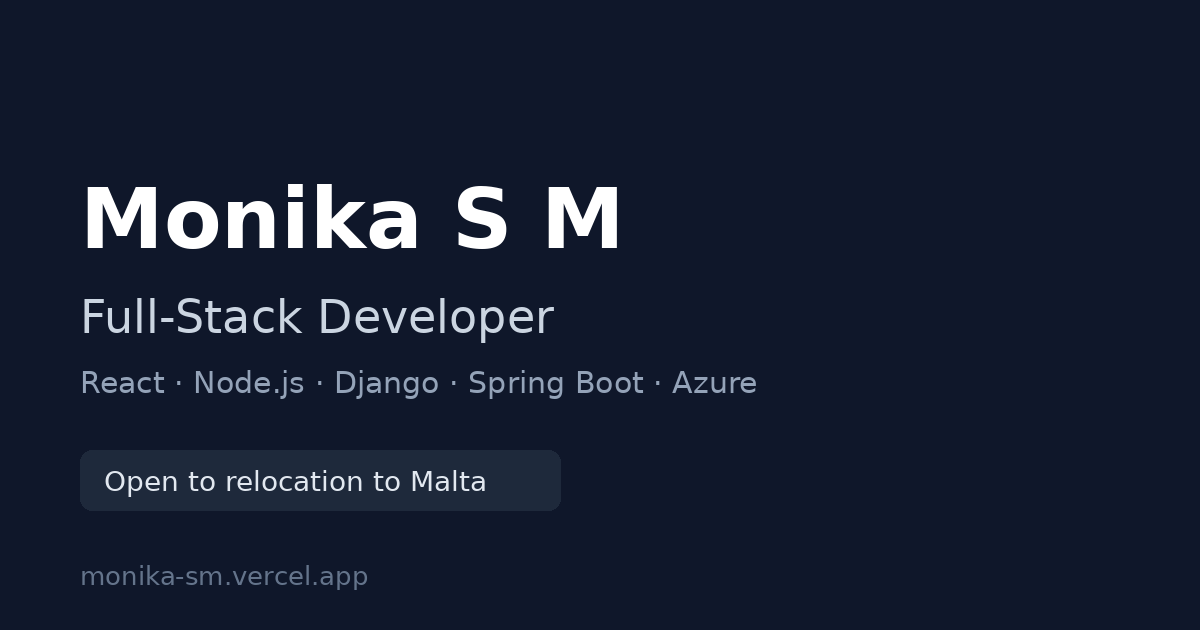 Monika S M
Full-Stack Developer
React · Node.js · Django · Spring Boot · Azure
Open to relocation to Malta
monika-sm.vercel.app